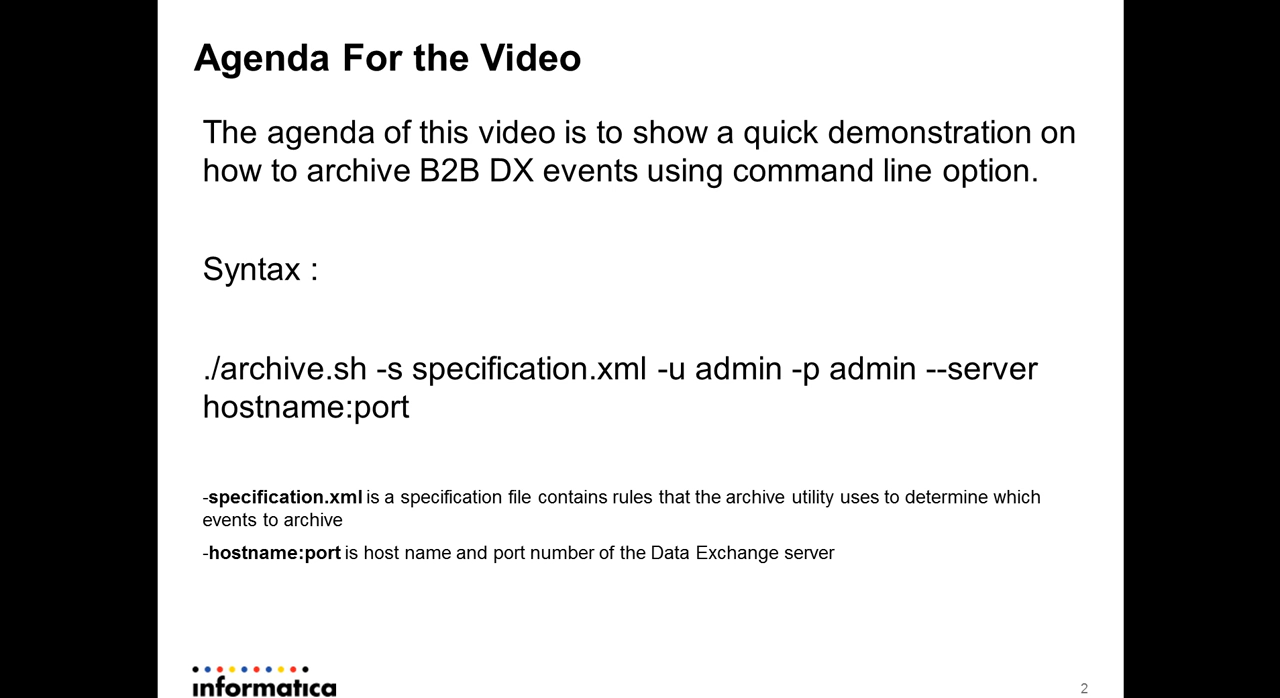 Agenda For the Video
The agenda of this video is to show a quick demonstration on
how to archive B2B DX events using command line option.
Syntax :
./archive.sh -s specification.xml -u admin -p admin --server
hostname:port
-specification.xml is a specification file contains rules that the archive utility uses to determine which
events to archive
-hostname:port is host name and port number of the Data Exchange server
informatica
2